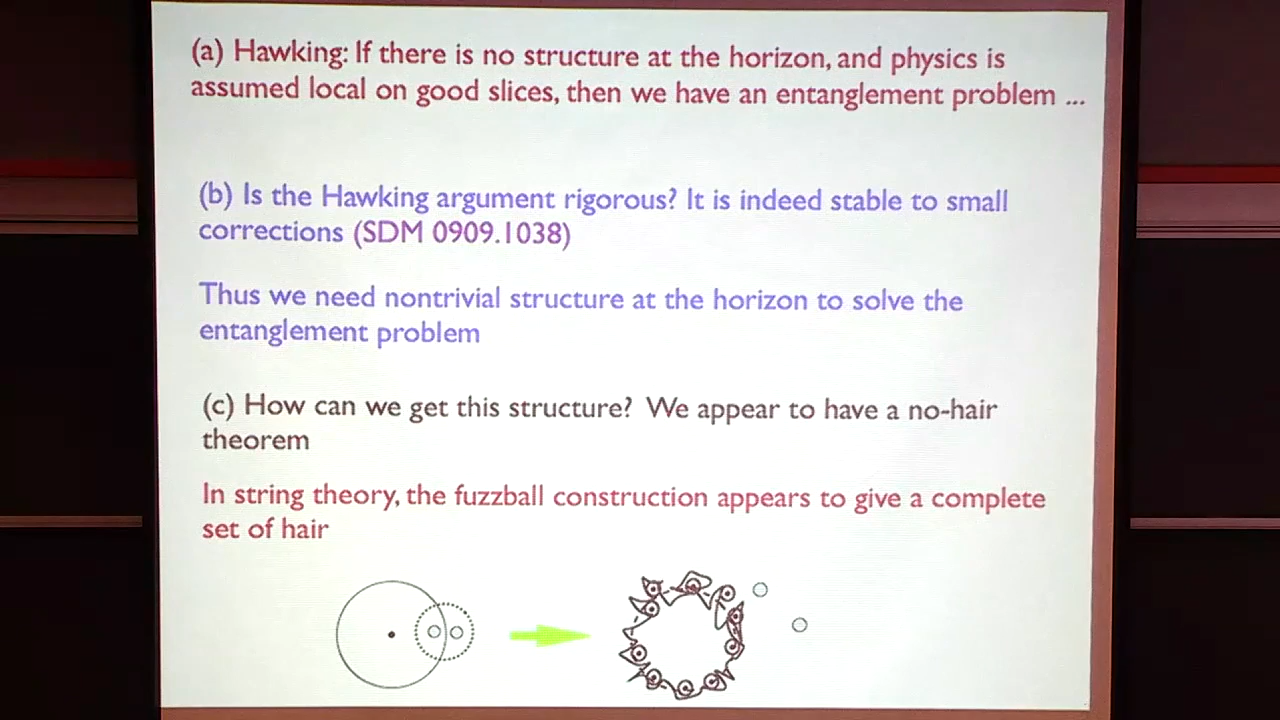 (a) Hawking: If there is no structure at the horizon, and physics is
assumed local on good slices, then we have an entanglement problem ...
(b) Is the Hawking argument rigorous? It is indeed stable to small
corrections (SDM 0909.1038)
Thus we need nontrivial structure at the horizon to solve the
entanglement problem
(c) How can we get this structure? We appear to have a no-hair
theorem
In string theory, the fuzzball construction appears to give a complete
set of hair